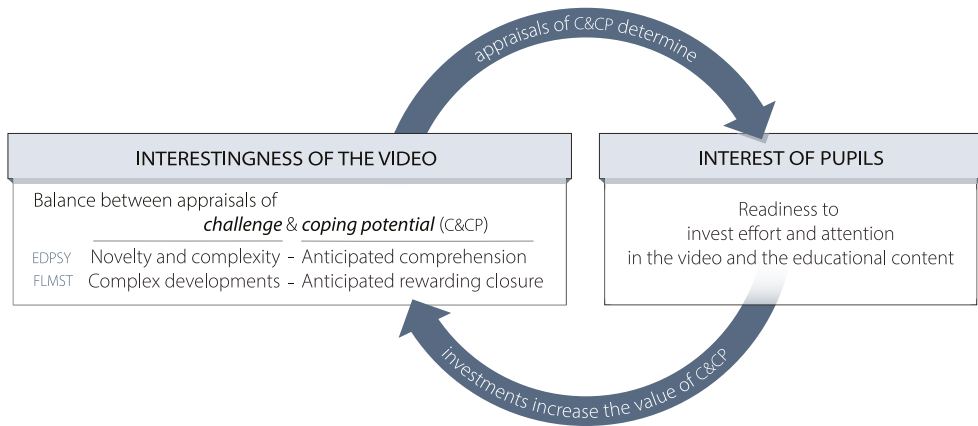 appraisals of C&CP determine
INTERESTINGNESS OF THE VIDEO
Balance between appraisals of
challenge & coping potential (C&CP)
EDPSY Novelty and complexity – Anticipated comprehension
FLMST Complex developments – Anticipated rewarding closure
INTEREST OF PUPILS
Readiness to
invest effort and attention
in the video and the educational content
investments increase the value of C&CP